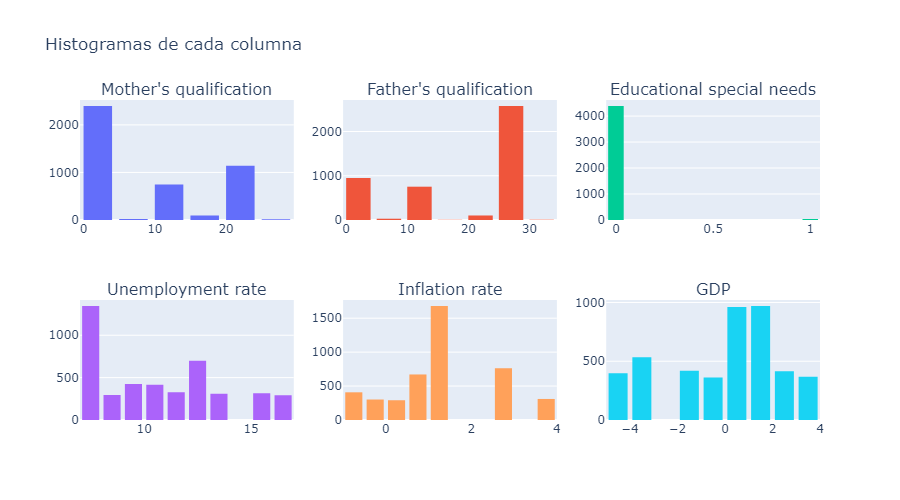 Histogramas de cada columna
Mother's qualification
Father's qualification
Educational special needs
2000
1000
0
0 10 20
2000
1000
0
0 10 20 30
4000
3000
2000
1000
0
0 0.5 1
Unemployment rate
Inflation rate
GDP
1000
500
0
10 15
1500
1000
500
0
0 2 4
1000
500
0
−4 −2 0 2 4